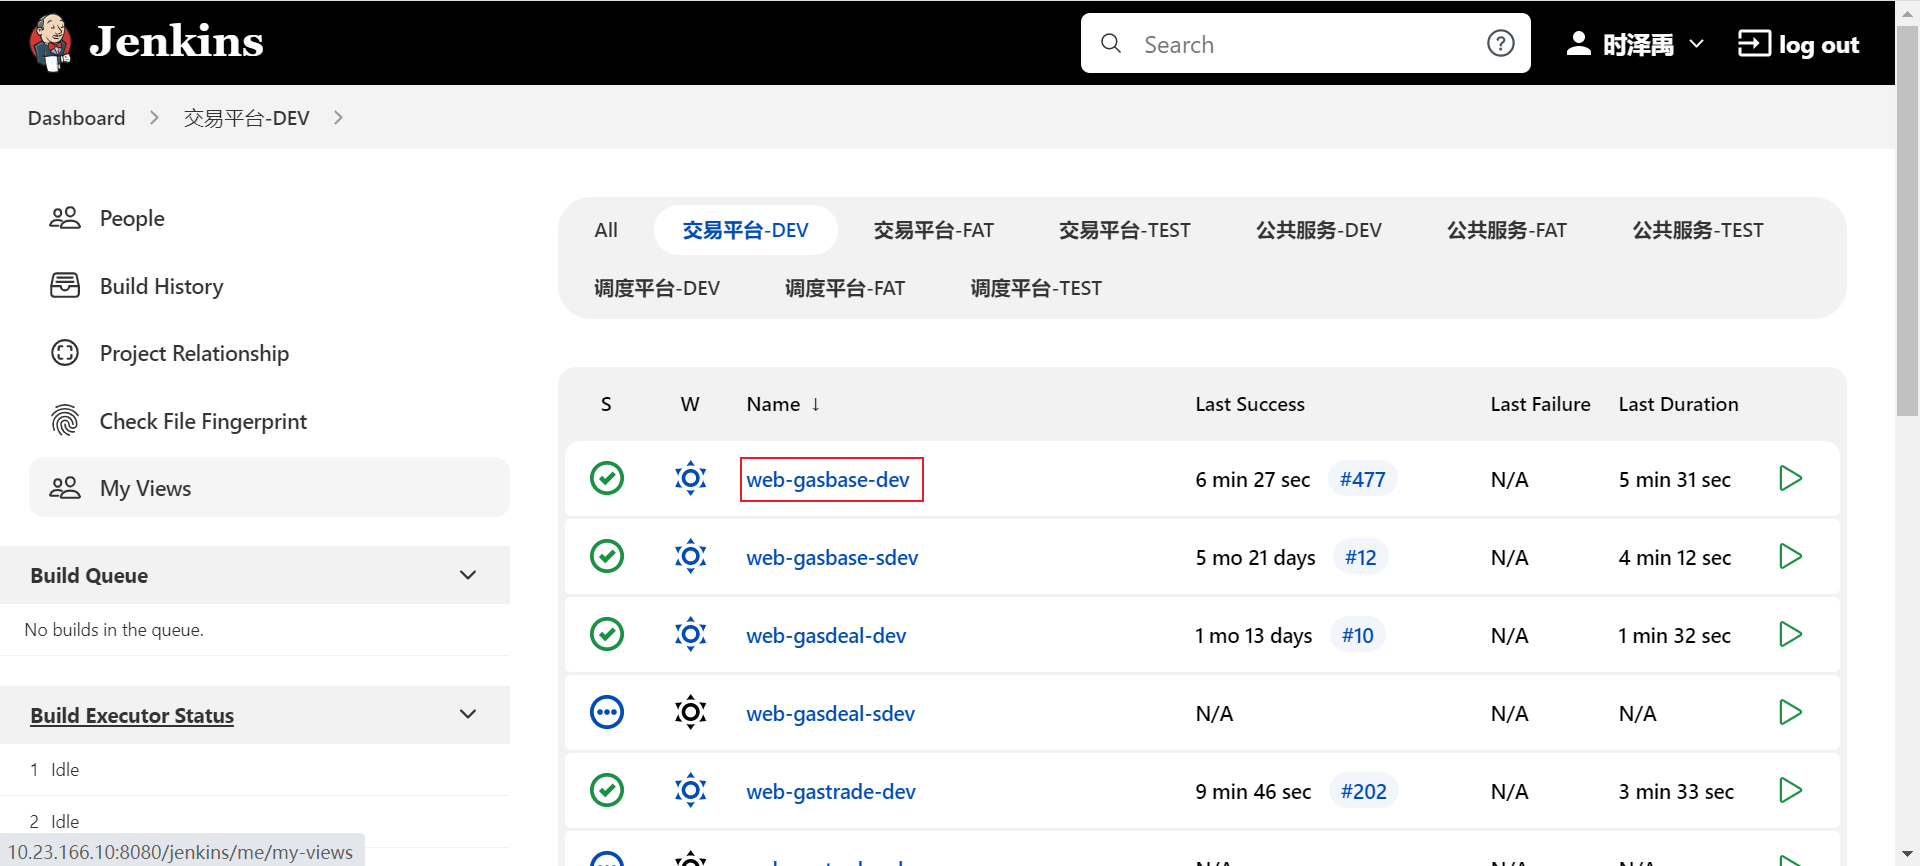 Jenkins
Search
时泽禹
log out
Dashboard
交易平台-DEV
People
Build History
Project Relationship
Check File Fingerprint
My Views
Build Queue
No builds in the queue.
Build Executor Status
1 Idle
2 Idle
10.23.166.10:8080/jenkins/me/my-views
All 交易平台-DEV 交易平台-FAT 交易平台-TEST 公共服务-DEV 公共服务-FAT 公共服务-TEST
调度平台-DEV 调度平台-FAT 调度平台-TEST
S W Name ↓ Last Success Last Failure Last Duration
web-gasbase-dev 6 min 27 sec #477 N/A 5 min 31 sec
web-gasbase-sdev 5 mo 21 days #12 N/A 4 min 12 sec
web-gasdeal-dev 1 mo 13 days #10 N/A 1 min 32 sec
web-gasdeal-sdev N/A N/A N/A
web-gastrade-dev 9 min 46 sec #202 N/A 3 min 33 sec